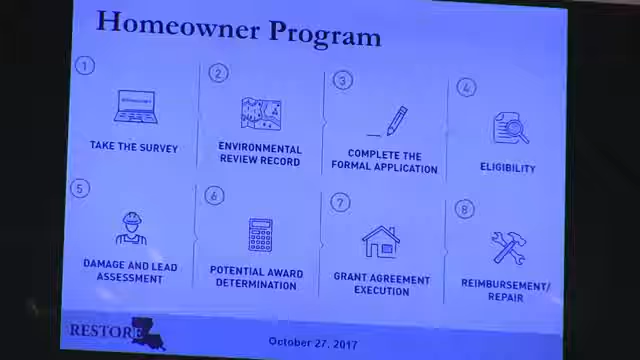 Homeowner Program
1
TAKE THE SURVEY
2
ENVIRONMENTAL
REVIEW RECORD
3
COMPLETE THE
FORMAL APPLICATION
4
ELIGIBILITY
5
DAMAGE AND LEAD
ASSESSMENT
6
POTENTIAL AWARD
DETERMINATION
7
GRANT AGREEMENT
EXECUTION
8
REIMBURSEMENT/
REPAIR
RESTORE
October 27, 2017